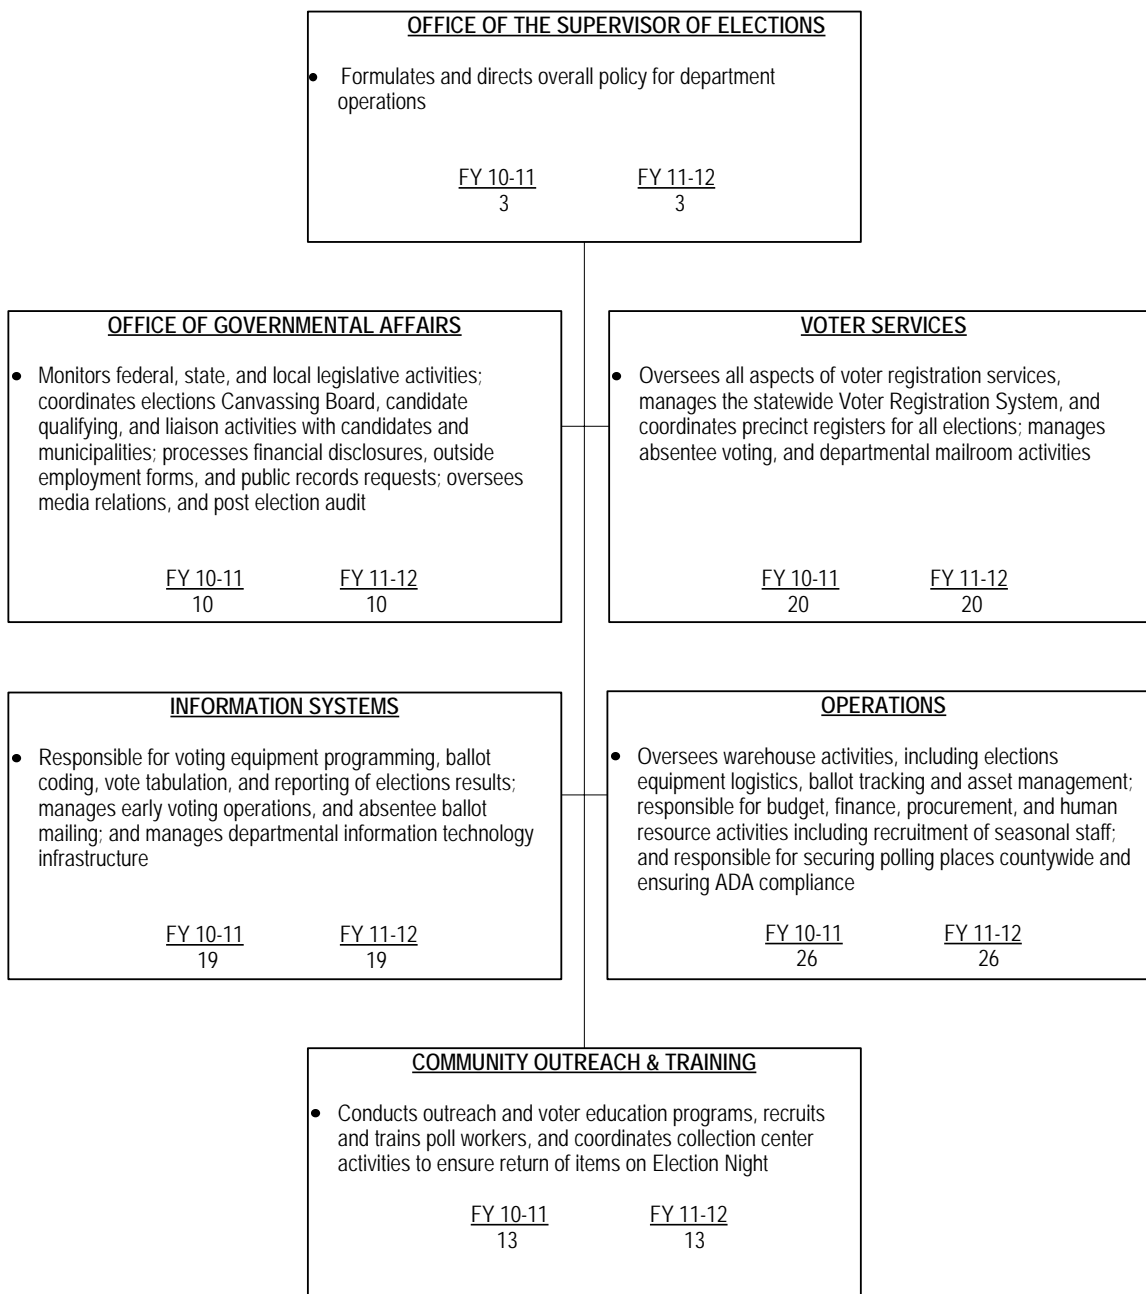 OFFICE OF THE SUPERVISOR OF ELECTIONS
• Formulates and directs overall policy for department
operations
FY 10-11 FY 11-12
3 3
OFFICE OF GOVERNMENTAL AFFAIRS
• Monitors federal, state, and local legislative activities;
coordinates elections Canvassing Board, candidate
qualifying, and liaison activities with candidates and
municipalities; processes financial disclosures, outside
employment forms, and public records requests; oversees
media relations, and post election audit
FY 10-11 FY 11-12
10 10
VOTER SERVICES
• Oversees all aspects of voter registration services,
manages the statewide Voter Registration System, and
coordinates precinct registers for all elections; manages
absentee voting, and departmental mailroom activities
FY 10-11 FY 11-12
20 20
INFORMATION SYSTEMS
• Responsible for voting equipment programming, ballot
coding, vote tabulation, and reporting of elections results;
manages early voting operations, and absentee ballot
mailing; and manages departmental information technology
infrastructure
FY 10-11 FY 11-12
19 19
OPERATIONS
• Oversees warehouse activities, including elections
equipment logistics, ballot tracking and asset management;
responsible for budget, finance, procurement, and human
resource activities including recruitment of seasonal staff;
and responsible for securing polling places countywide and
ensuring ADA compliance
FY 10-11 FY 11-12
26 26
COMMUNITY OUTREACH & TRAINING
• Conducts outreach and voter education programs, recruits
and trains poll workers, and coordinates collection center
activities to ensure return of items on Election Night
FY 10-11 FY 11-12
13 13